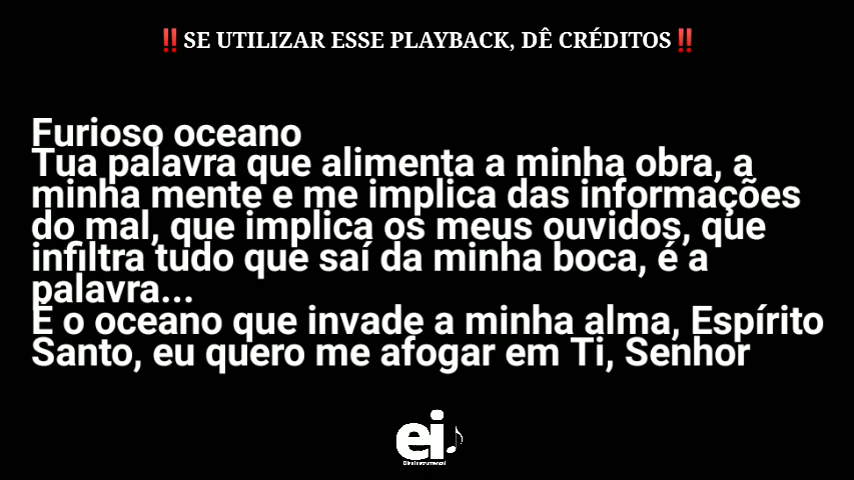 ‼️SE UTILIZAR ESSE PLAYBACK, DÊ CRÉDITOS‼️
Furioso oceano
Tua palavra que alimenta a minha obra, a
minha mente e me implica das informações
do mal, que implica os meus ouvidos, que
infiltra tudo que saí da minha boca, é a
palavra...
É o oceano que invade a minha alma, Espírito
Santo, eu quero me afogar em Ti, Senhor
ei